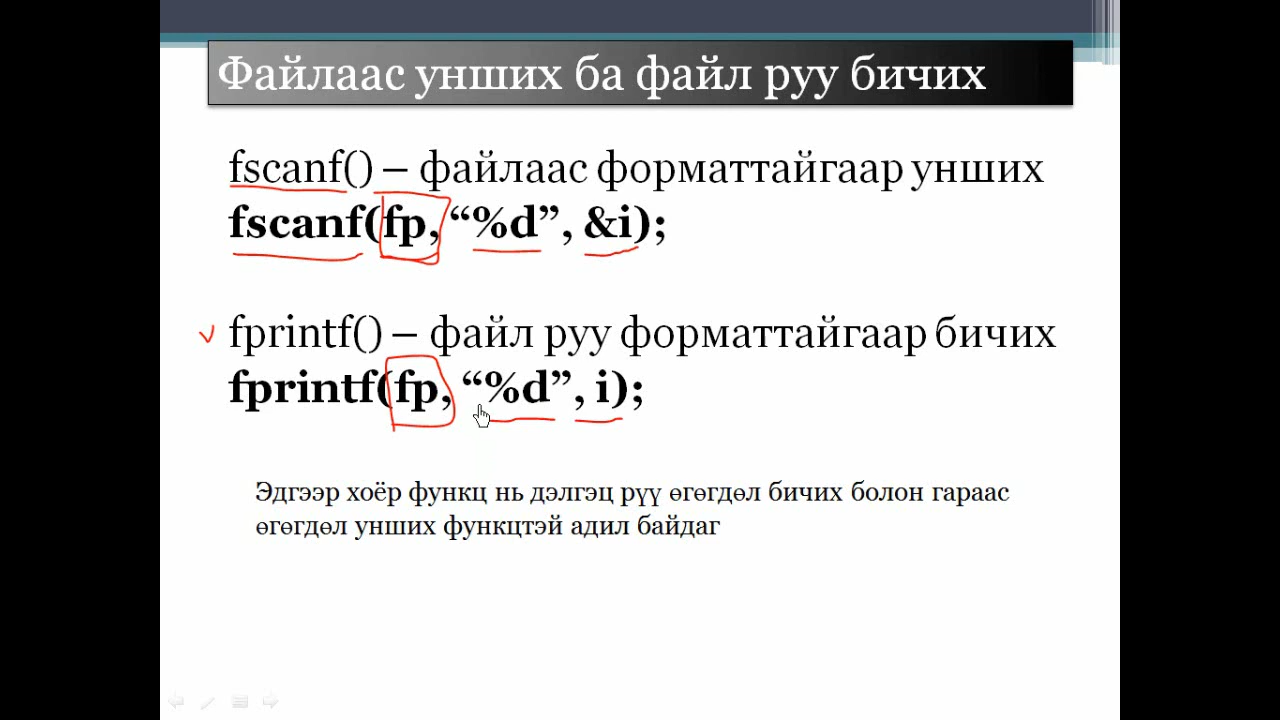 Файлаас унших ба файл руу бичих
fscanf() – файлаас форматтайгаар унших
fscanf(fp, “%d”, &i);
fprintf() – файл руу форматтайгаар бичих
fprintf(fp, “%d”, i);
Эдгээр хоёр функц нь дэлгэц рүү өгөгдөл бичих болон гараас
өгөгдөл унших функцтэй адил байдаг